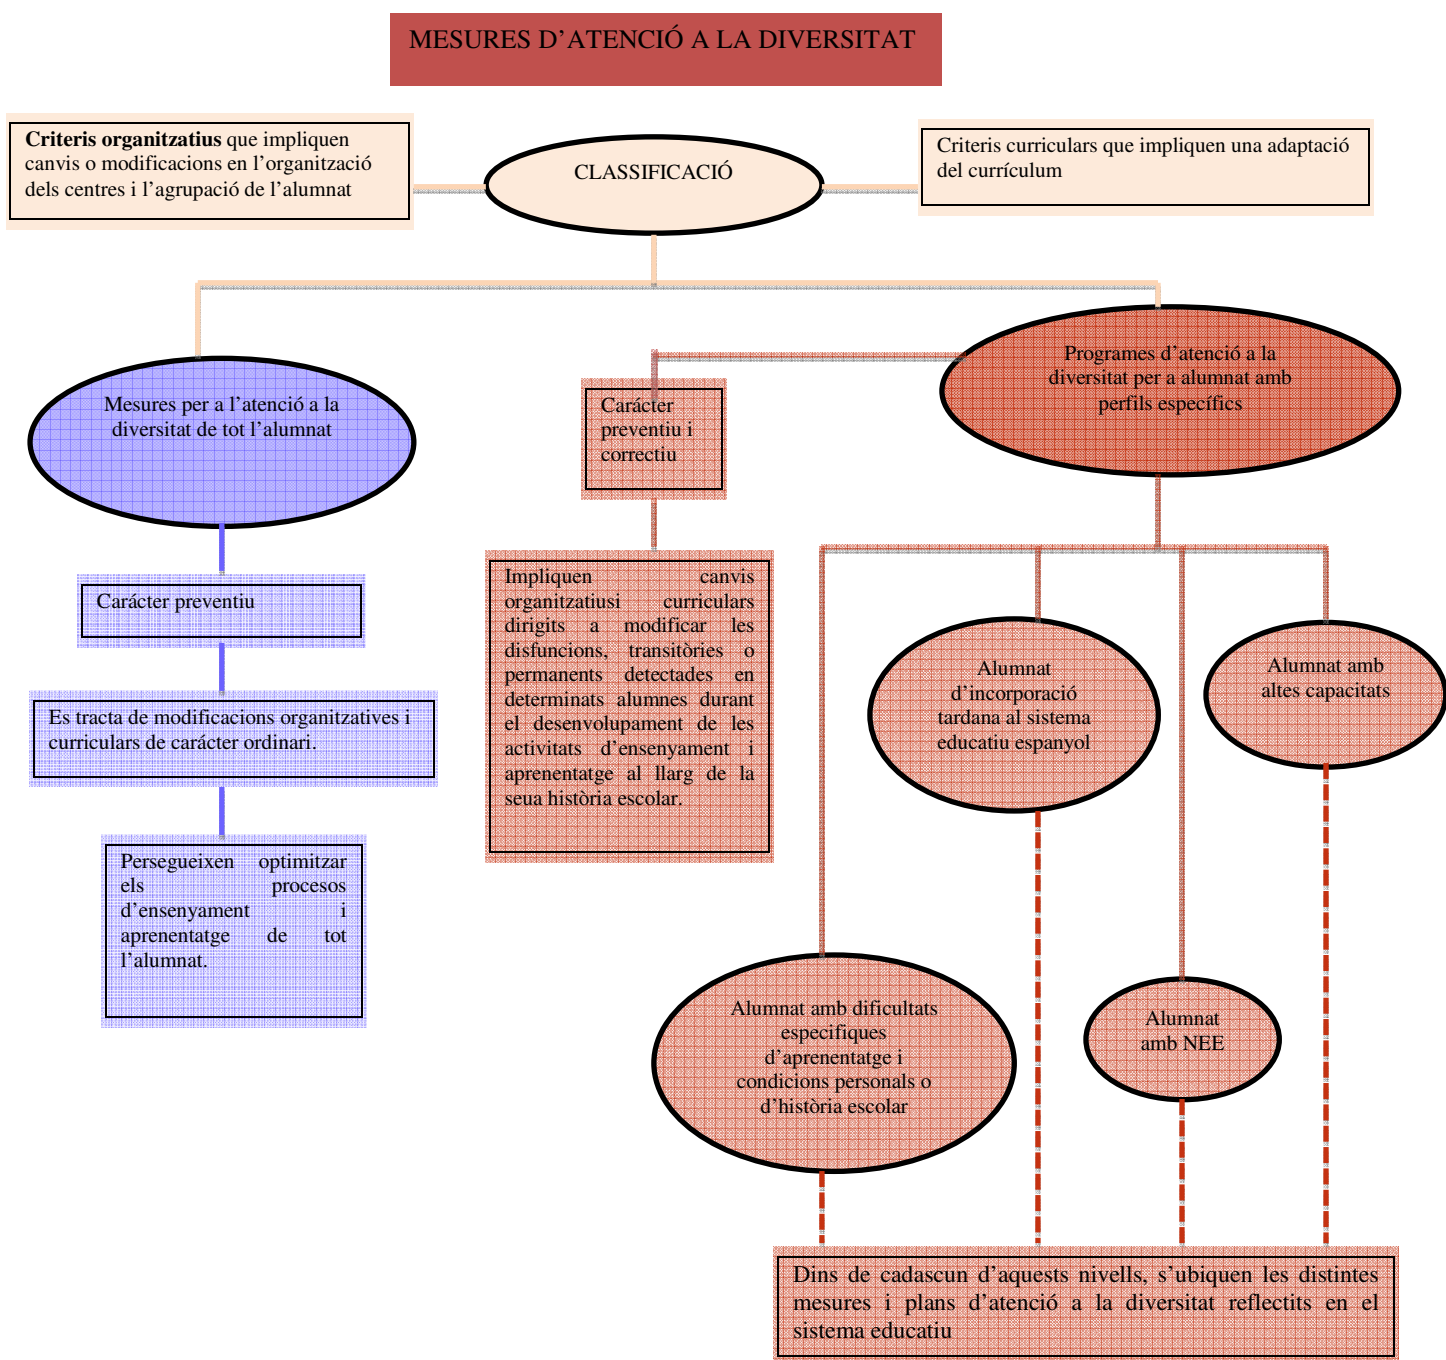 MESURES D’ATENCIÓ A LA DIVERSITAT
Criteris organitzatius que impliquen
canvis o modificacions en l’organització
dels centres i l’agrupació de l’alumnat
CLASSIFICACIÓ
Criteris curriculars que impliquen una adaptació
del currículum
Mesures per a l’atenció a la
diversitat de tot l’alumnat
Carácter
preventiu i
correctiu
Programes d’atenció a la
diversitat per a alumnat amb
perfils específics
Carácter preventiu
Es tracta de modificacions organitzatives i
curriculars de carácter ordinari.
Persegueixen optimitzar
els procesos
d’ensenyament i
aprenentatge de tot
l’alumnat.
Impliquen canvis
organitzatiusi curriculars
dirigits a modificar les
disfuncions, transitòries o
permanents detectades en
determinats alumnes durant
el desenvolupament de les
activitats d’ensenyament i
aprenentatge al llarg de la
seua història escolar.
Alumnat
d’incorporació
tardana al sistema
educatiu espanyol
Alumnat amb
altes capacitats
Alumnat amb dificultats
especifiques
d’aprenentatge i
condicions personals o
d’història escolar
Alumnat
amb NEE
Dins de cadascun d’aquests nivells, s’ubiquen les distintes
mesures i plans d’atenció a la diversitat reflectits en el
sistema educatiu